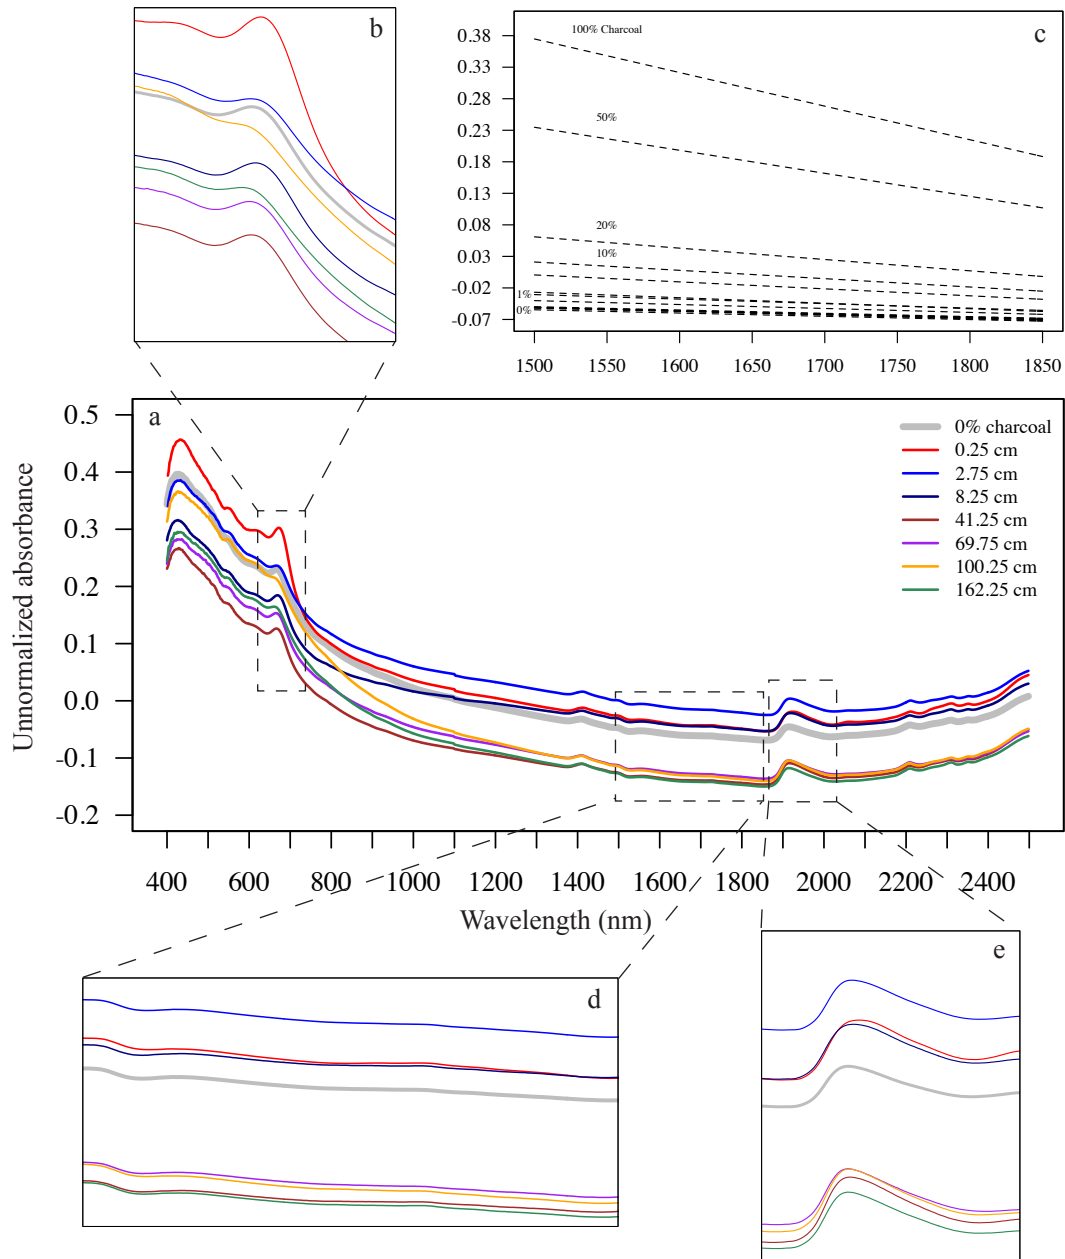 b
0.38
0.33
0.28
0.23
0.18
0.13
0.08
0.03
-0.02
-0.07
100% Charcoal
c
50%
20%
10%
1%
0%
1500 1550 1600 1650 1700 1750 1800 1850
a
Unnormalized absorbance
0.5
0.4
0.3
0.2
0.1
0.0
-0.1
-0.2
0% charcoal
0.25 cm
2.75 cm
8.25 cm
41.25 cm
69.75 cm
100.25 cm
162.25 cm
400 600 800 1000 1200 1400 1600 1800 2000 2200 2400
Wavelength (nm)
d
e